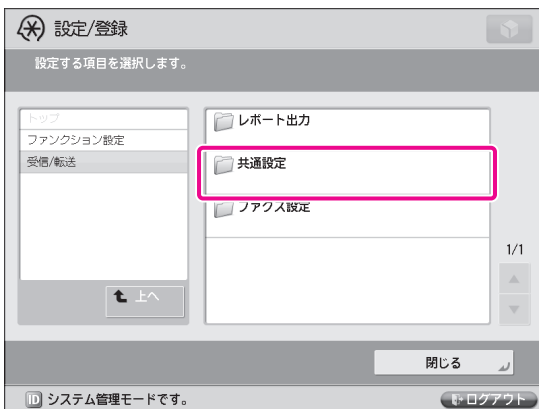 設定/登録
設定する項目を選択します。
トップ
ファンクション設定
受信/転送
上へ
レポート出力
共通設定
ファクス設定
1/1
閉じる
ID システム管理モードです。
ログアウト